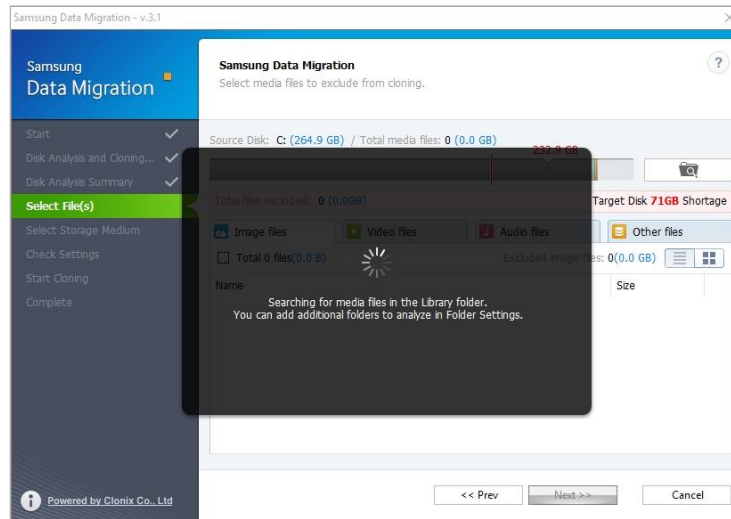 Samsung Data Migration - v.3.1
Samsung
Data Migration
Samsung Data Migration
?
Select media files to exclude from cloning.
Start
Disk Analysis and Cloning...
Disk Analysis Summary
Select File(s)
Select Storage Medium
Check Settings
Start Cloning
Complete
Source Disk: C: (264.9 GB) / Total media files: 0 (0.0 GB)
232.9 GB
Total files excluded: 0 (0.0GB)
Target Disk 71GB Shortage
Image files
Video files
Audio files
Other files
Total 0 files(0.0 B)
Excluded image files: 0(0.0 GB)
Name
Size
Searching for media files in the Library folder.
You can add additional folders to analyze in Folder Settings.
Powered by Clonix Co., Ltd
<< Prev
Next >>
Cancel